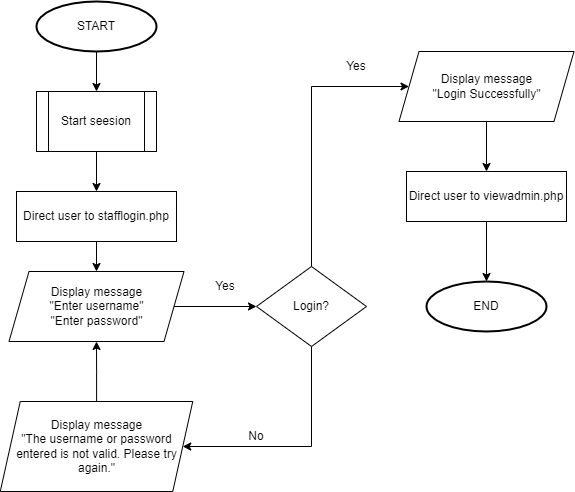 START
Start seesion
Direct user to stafflogin.php
Display message
"Enter username"
"Enter password"
Yes
Login?
No
Display message
"The username or password
entered is not valid. Please try
again."
Yes
Display message
"Login Successfully"
Direct user to viewadmin.php
END